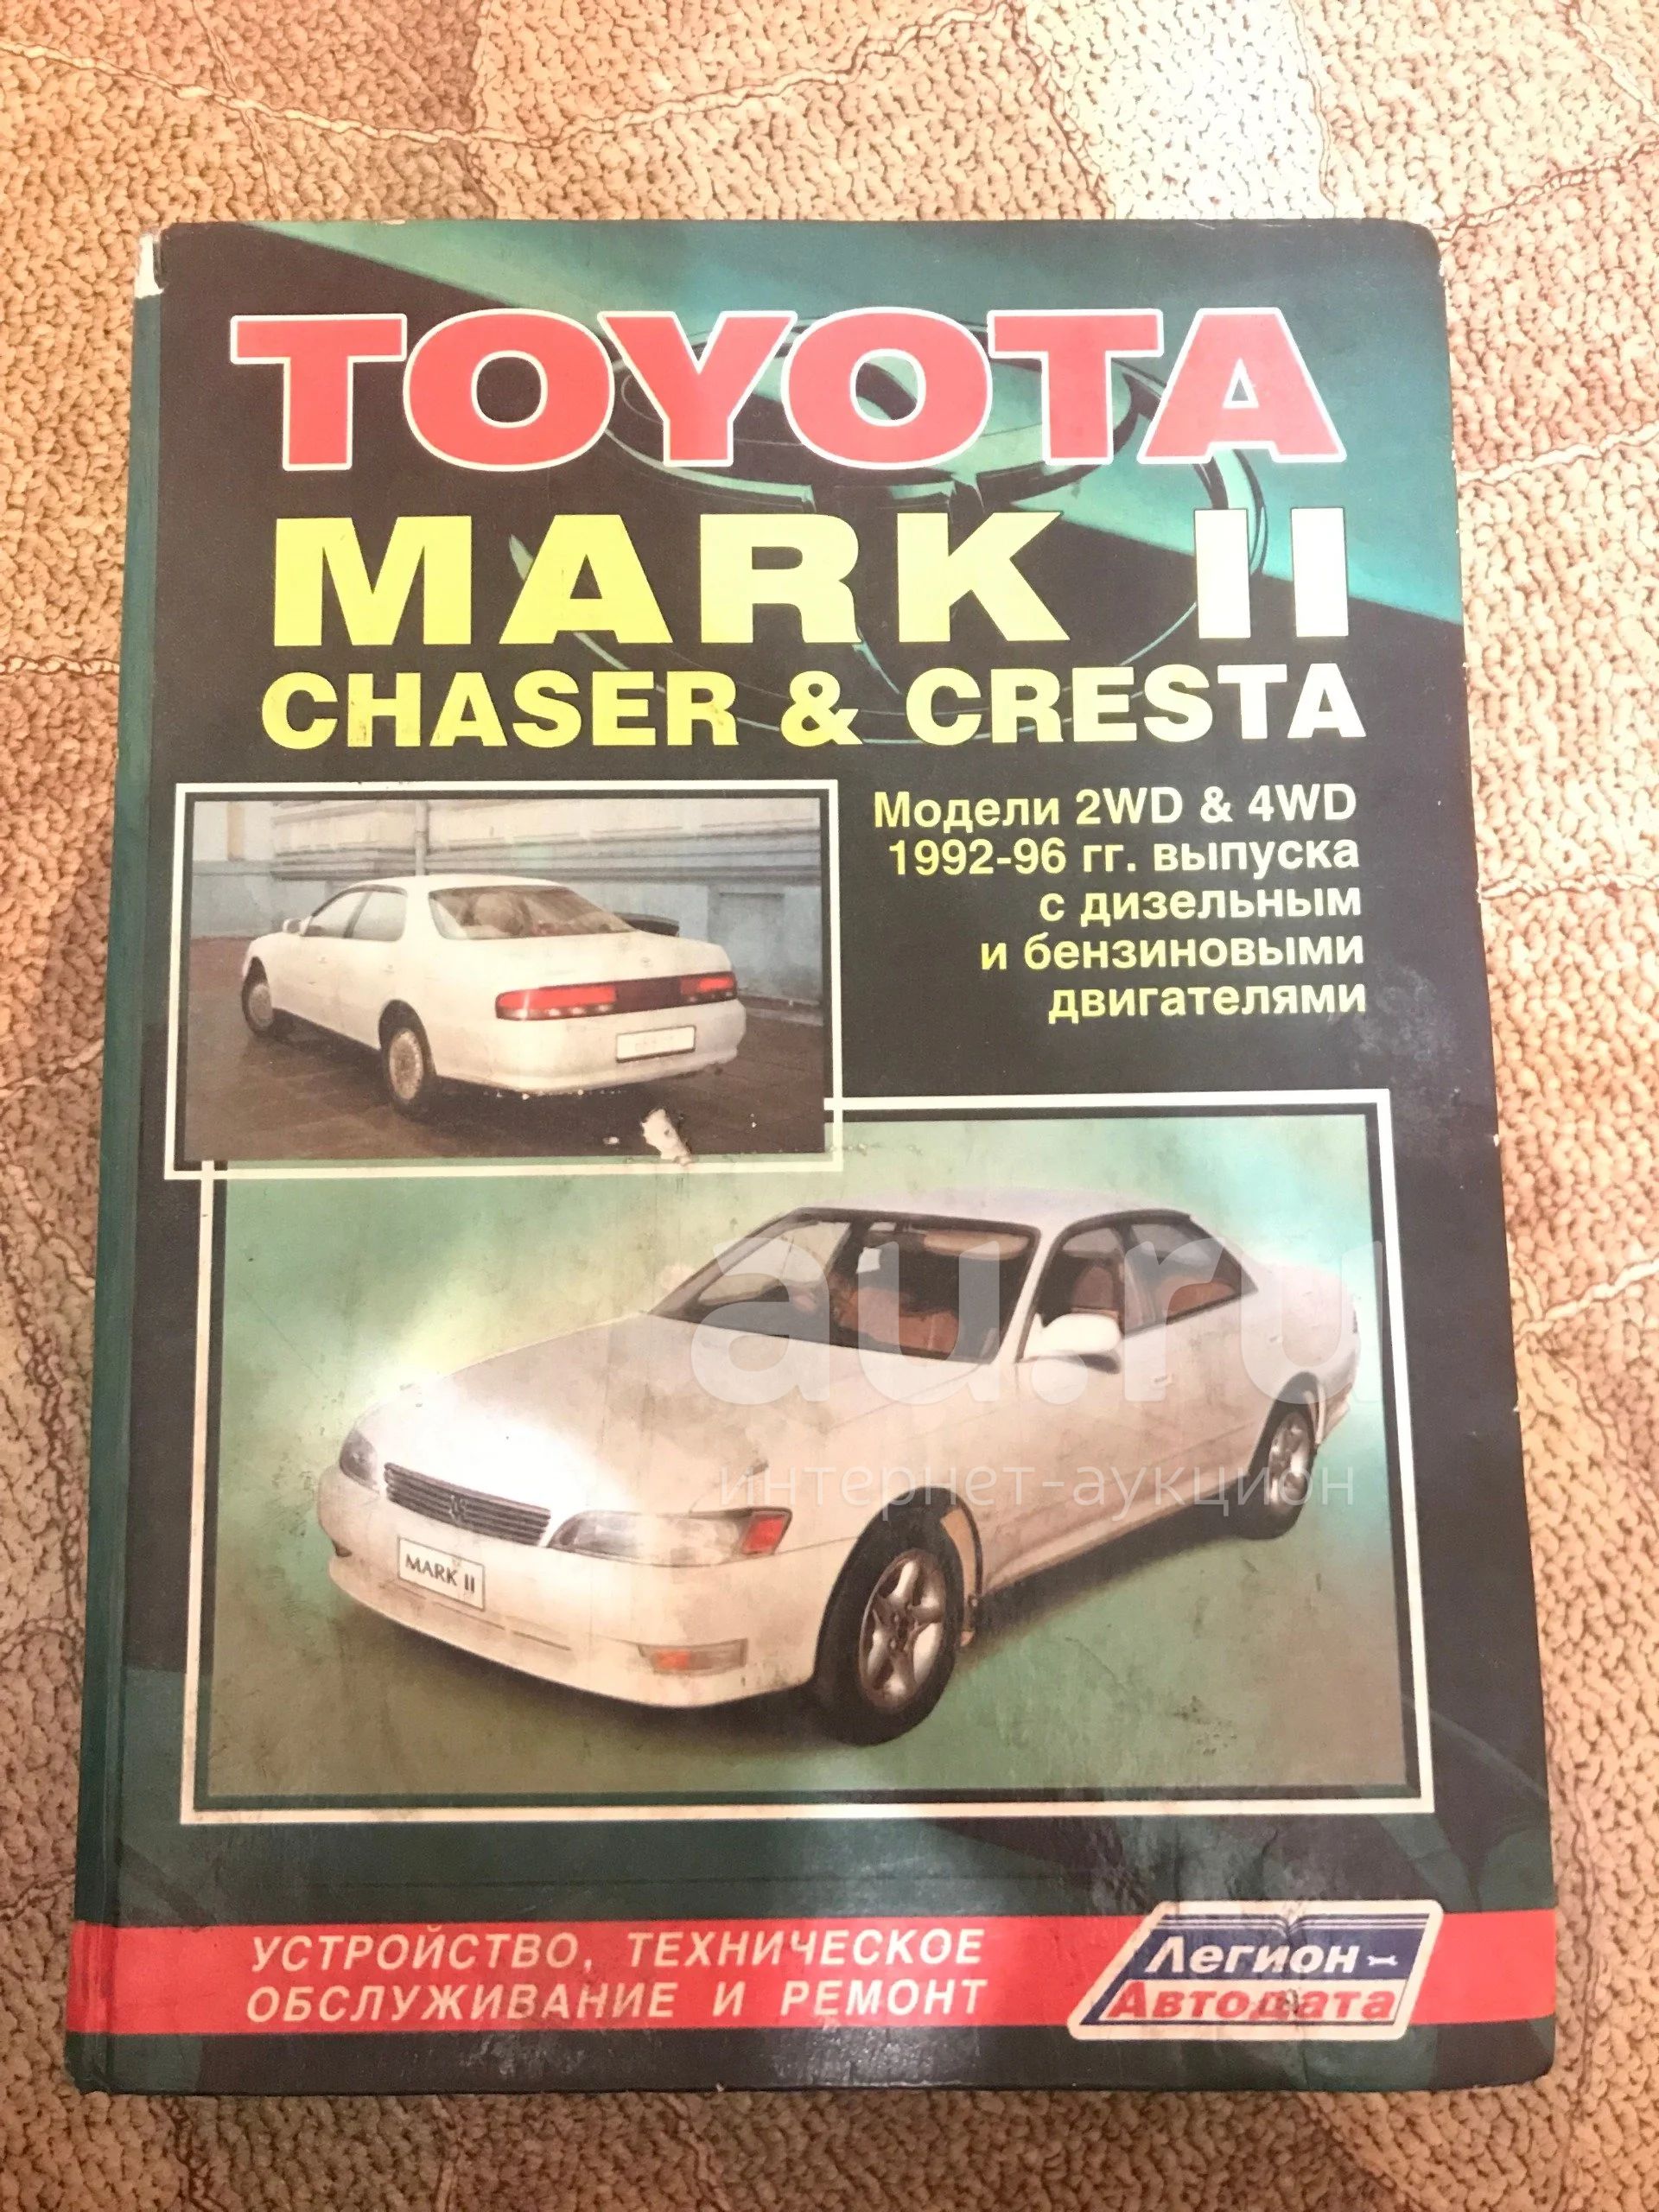 TOYOTA
MARK II
CHASER & CRESTA
Модели 2WD & 4WD
1992-96 гг. выпуска
с дизельным
и бензиновыми
двигателями
au.ru
интернет-аукцион
MARK II
УСТРОЙСТВО, ТЕХНИЧЕСКОЕ
ОБСЛУЖИВАНИЕ И РЕМОНТ
Легион-
Автодата